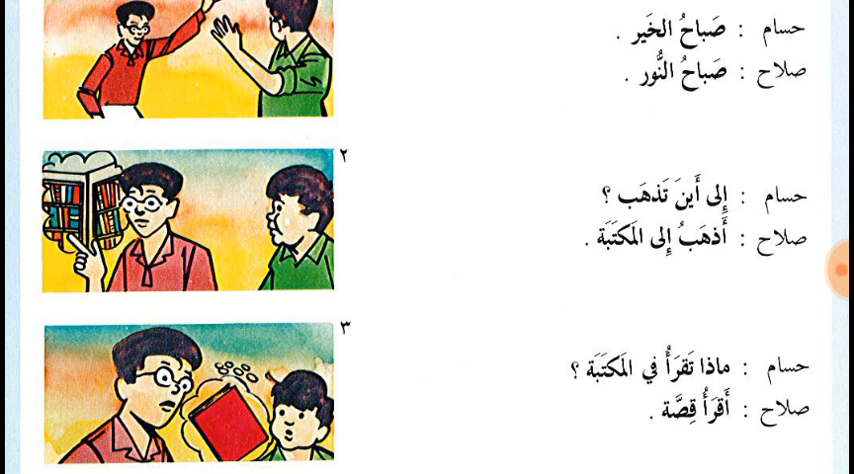 حسام : صَباحُ الخَير .
صلاح : صَباحُ النُّور .
٢
حسام : إِلى أَينَ تَذهَب ؟
صلاح : أَذهَبُ إِلى المَكتَبَة .
٣
حسام : ماذا تَقرَأُ في المَكتَبَة ؟
صلاح : أَقرَأُ قِصَّة .